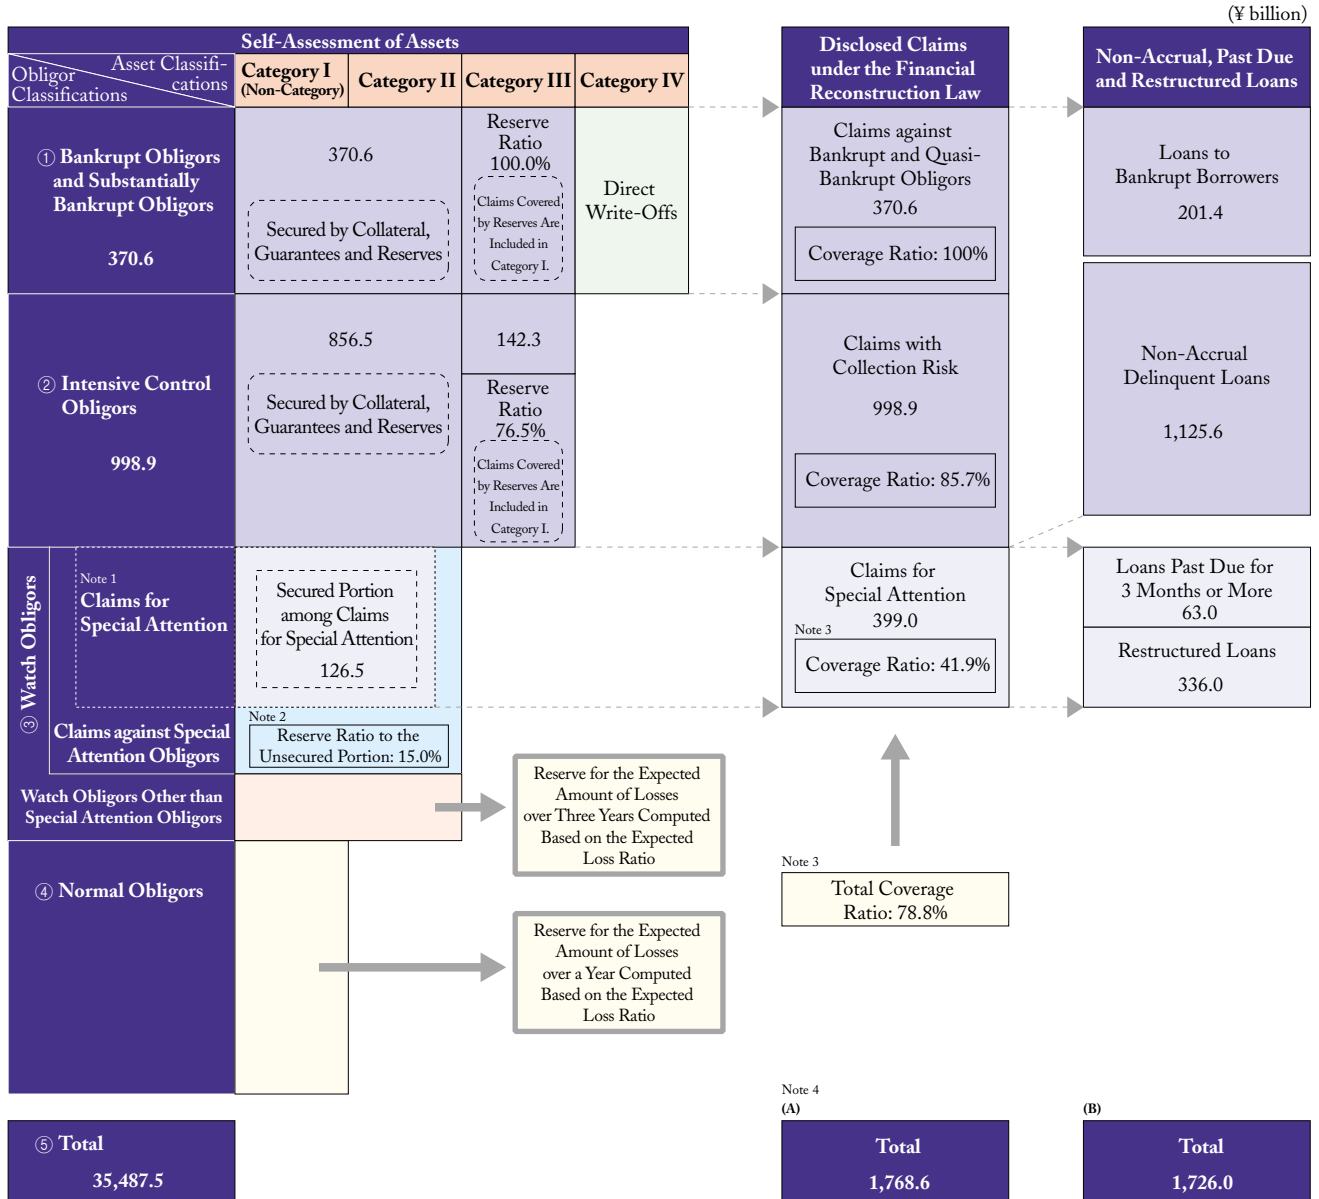 (¥ billion)
Self-Assessment of Assets
Asset Classifi-
cations
Obligor
Classifications
Category I
(Non-Category)
Category II
Category III
Category IV
Disclosed Claims
under the Financial
Reconstruction Law
Non-Accrual, Past Due
and Restructured Loans
① Bankrupt Obligors
and Substantially
Bankrupt Obligors
370.6
370.6
Secured by Collateral,
Guarantees and Reserves
Reserve
Ratio
100.0%
Claims Covered
by Reserves Are
Included in
Category I.
Direct
Write-Offs
Claims against
Bankrupt and Quasi-
Bankrupt Obligors
370.6
Coverage Ratio: 100%
Loans to
Bankrupt Borrowers
201.4
② Intensive Control
Obligors
998.9
856.5
Secured by Collateral,
Guarantees and Reserves
142.3
Reserve
Ratio
76.5%
Claims Covered
by Reserves Are
Included in
Category I.
Claims with
Collection Risk
998.9
Coverage Ratio: 85.7%
Non-Accrual
Delinquent Loans
1,125.6
③ Watch Obligors
Note 1
Claims for
Special Attention
Secured Portion
among Claims
for Special Attention
126.5
Claims for
Special Attention
399.0
Note 3
Coverage Ratio: 41.9%
Loans Past Due for
3 Months or More
63.0
Restructured Loans
336.0
Claims against Special
Attention Obligors
Note 2
Reserve Ratio to the
Unsecured Portion: 15.0%
Watch Obligors Other than
Special Attention Obligors
Reserve for the Expected
Amount of Losses
over Three Years Computed
Based on the Expected
Loss Ratio
Note 3
Total Coverage
Ratio: 78.8%
④ Normal Obligors
Reserve for the Expected
Amount of Losses
over a Year Computed
Based on the Expected
Loss Ratio
⑤ Total
35,487.5
Note 4
(A)
Total
1,768.6
(B)
Total
1,726.0